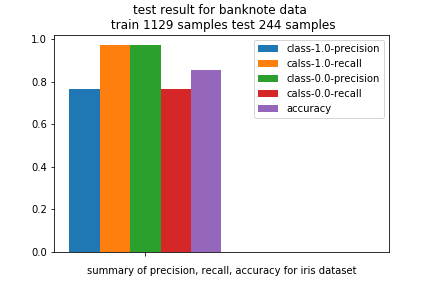 test result for banknote data
train 1129 samples test 244 samples
1.0
0.8
0.6
0.4
0.2
0.0
class-1.0-precision
calss-1.0-recall
class-0.0-precision
calss-0.0-recall
accuracy
summary of precision, recall, accuracy for iris dataset